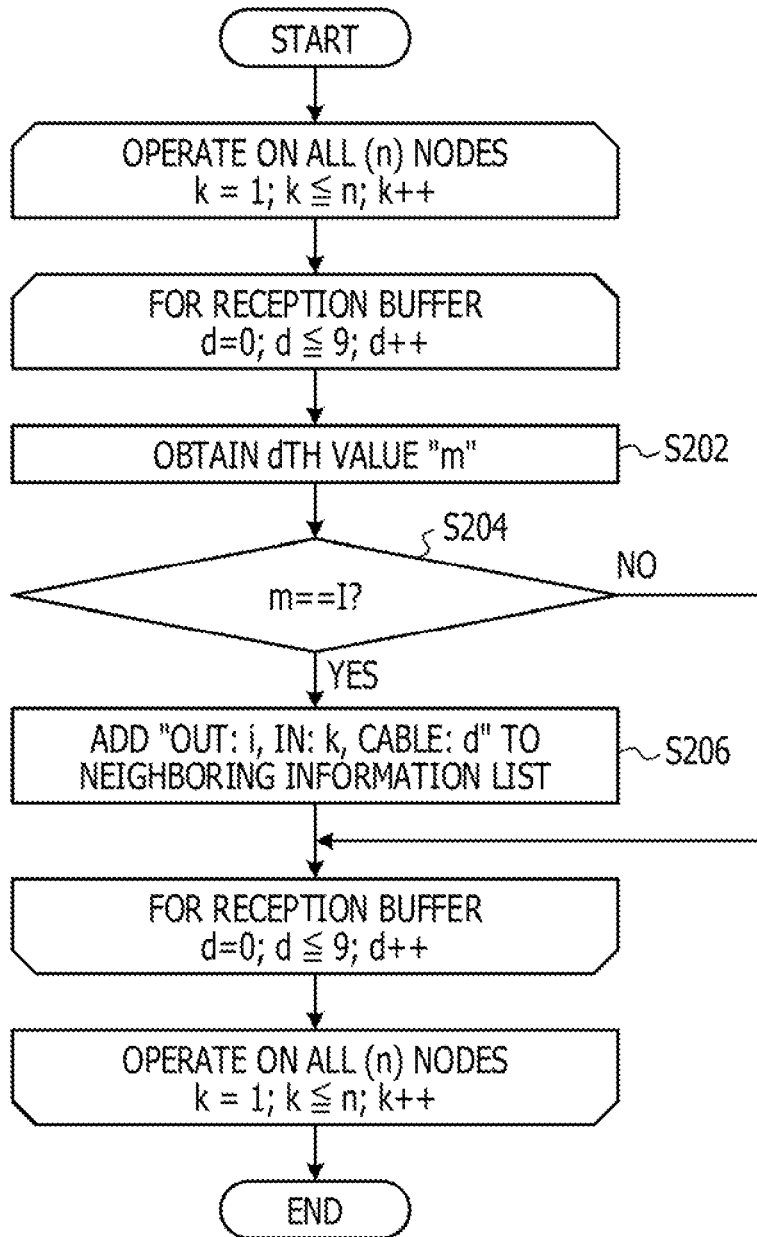 START
OPERATE ON ALL (n) NODES
k = 1; k ≦ n; k++
FOR RECEPTION BUFFER
d=0; d ≦ 9; d++
OBTAIN dTH VALUE "m"
S202
S204
m==I?
NO
YES
ADD "OUT: i, IN: k, CABLE: d" TO
NEIGHBORING INFORMATION LIST
S206
FOR RECEPTION BUFFER
d=0; d ≦ 9; d++
OPERATE ON ALL (n) NODES
k = 1; k ≦ n; k++
END